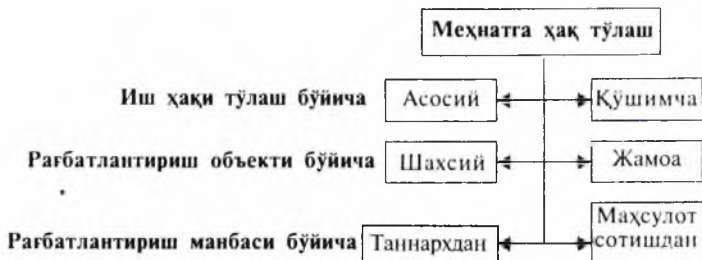 Меҳнатга ҳақ тўлаш
Иш ҳақи тўлаш бўйича Асосий Қўшимча
Рағбатлантириш объекти бўйича Шахсий Жамоа
Рағбатлантириш манбаси бўйича Таннархдан Маҳсулот
сотишдан